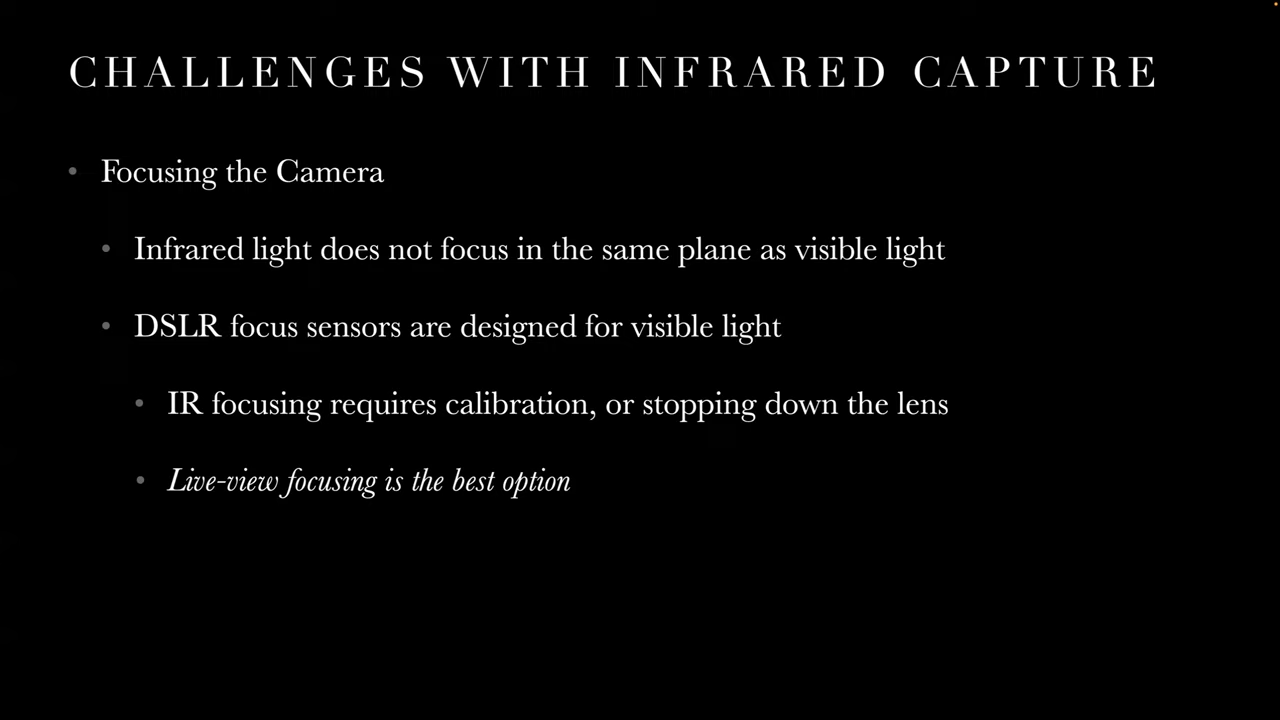 CHALLENGES WITH INFRARED CAPTURE
• Focusing the Camera
• Infrared light does not focus in the same plane as visible light
• DSLR focus sensors are designed for visible light
• IR focusing requires calibration, or stopping down the lens
• Live-view focusing is the best option